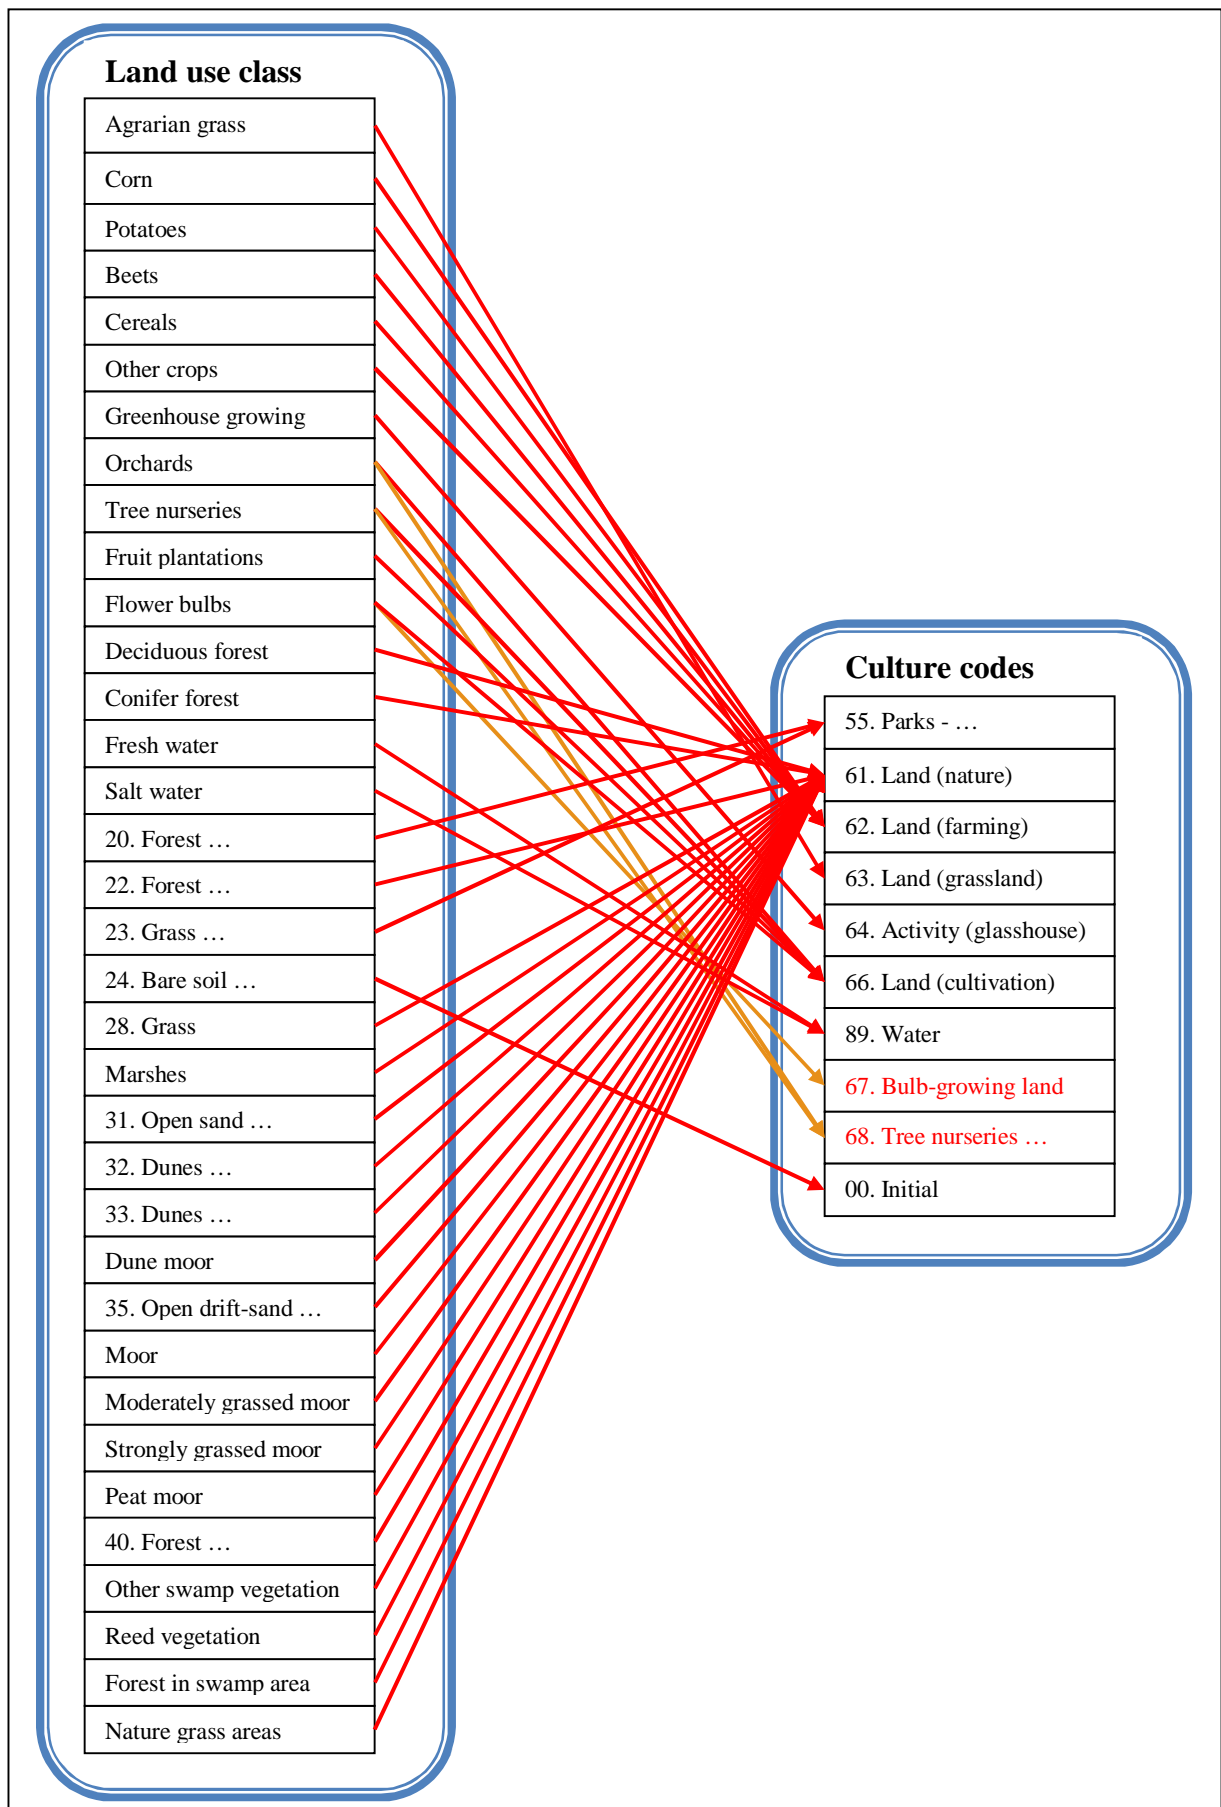 Land use class
Agrarian grass
Corn
Potatoes
Beets
Cereals
Other crops
Greenhouse growing
Orchards
Tree nurseries
Fruit plantations
Flower bulbs
Deciduous forest
Conifer forest
Fresh water
Salt water
20. Forest …
22. Forest …
23. Grass …
24. Bare soil …
28. Grass
Marshes
31. Open sand …
32. Dunes …
33. Dunes …
Dune moor
35. Open drift-sand …
Moor
Moderately grassed moor
Strongly grassed moor
Peat moor
40. Forest …
Other swamp vegetation
Reed vegetation
Forest in swamp area
Nature grass areas
Culture codes
55. Parks - …
61. Land (nature)
62. Land (farming)
63. Land (grassland)
64. Activity (glasshouse)
66. Land (cultivation)
89. Water
67. Bulb-growing land
68. Tree nurseries …
00. Initial